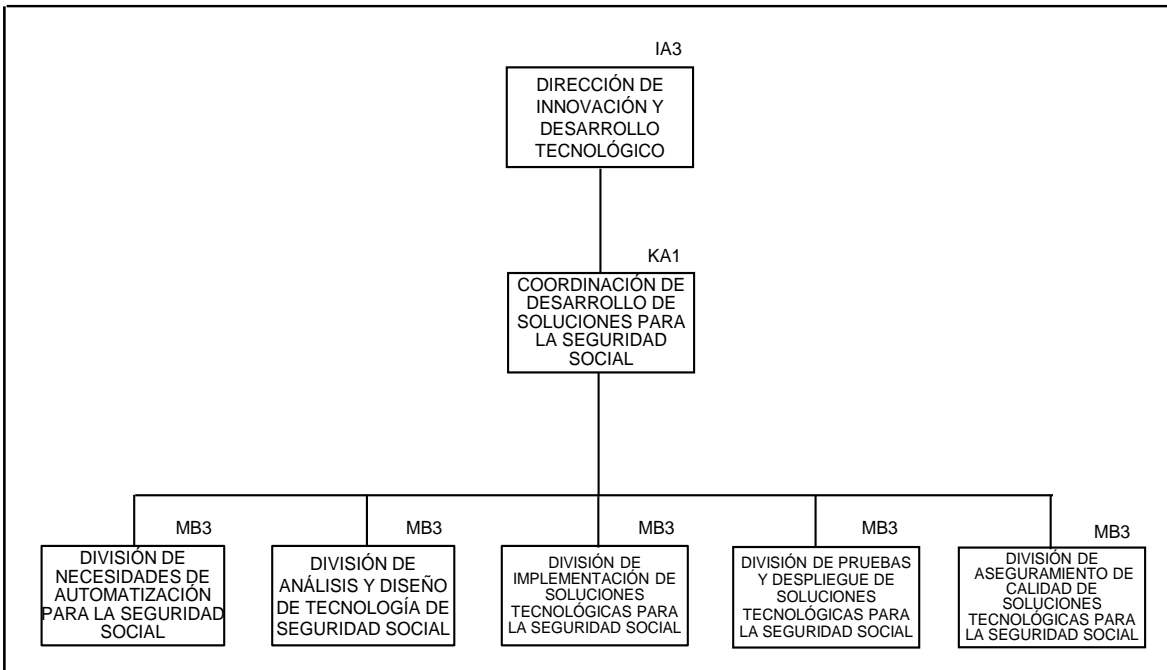 IA3
DIRECCIÓN DE
INNOVACIÓN Y
DESARROLLO
TECNOLÓGICO
KA1
COORDINACIÓN DE
DESARROLLO DE
SOLUCIONES PARA
LA SEGURIDAD
SOCIAL
MB3
DIVISIÓN DE
NECESIDADES DE
AUTOMATIZACIÓN
PARA LA SEGURIDAD
SOCIAL
MB3
DIVISIÓN DE
ANÁLISIS Y DISEÑO
DE TECNOLOGÍA DE
SEGURIDAD SOCIAL
MB3
DIVISIÓN DE
IMPLEMENTACIÓN DE
SOLUCIONES
TECNOLÓGICAS PARA
LA SEGURIDAD SOCIAL
MB3
DIVISIÓN DE PRUEBAS
Y DESPLIEGUE DE
SOLUCIONES
TECNOLÓGICAS PARA
LA SEGURIDAD SOCIAL
MB3
DIVISIÓN DE
ASEGURAMIENTO DE
CALIDAD DE
SOLUCIONES
TECNOLÓGICAS PARA
LA SEGURIDAD SOCIAL